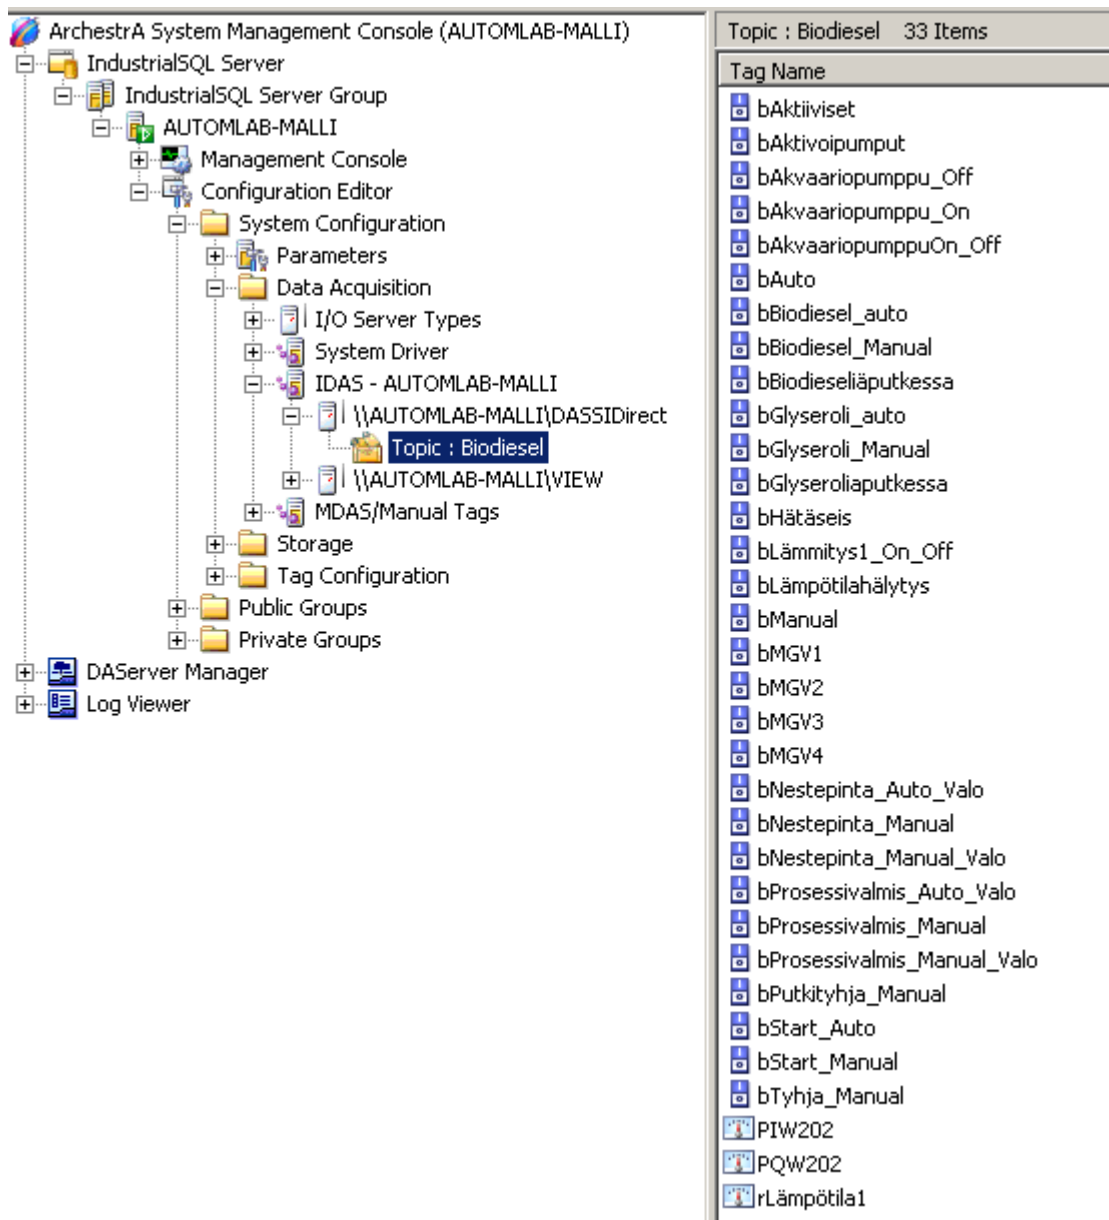 ArchestrA System Management Console (AUTOMLAB-MALLI)
IndustrialSQL Server
IndustrialSQL Server Group
AUTOMLAB-MALLI
Management Console
Configuration Editor
System Configuration
Parameters
Data Acquisition
I/O Server Types
System Driver
IDAS - AUTOMLAB-MALLI
\\AUTOMLAB-MALLI\DASSIDirect
Topic : Biodiesel
\\AUTOMLAB-MALLI\VIEW
MDAS/Manual Tags
Storage
Tag Configuration
Public Groups
Private Groups
DAServer Manager
Log Viewer
Topic : Biodiesel 33 Items
Tag Name
bAktiiviset
bAktivoipumput
bAkvaariopumppu_Off
bAkvaariopumppu_On
bAkvaariopumppuOn_Off
bAuto
bBiodiesel_auto
bBiodiesel_Manual
bBiodieseliäputkessa
bGlyseroli_auto
bGlyseroli_Manual
bGlyseroliaputkessa
bHätäseis
bLämmitys1_On_Off
bLämpötilahälytys
bManual
bMGV1
bMGV2
bMGV3
bMGV4
bNestepinta_Auto_Valo
bNestepinta_Manual
bNestepinta_Manual_Valo
bProsessivalmis_Auto_Valo
bProsessivalmis_Manual
bProsessivalmis_Manual_Valo
bPutkityhja_Manual
bStart_Auto
bStart_Manual
bTyhja_Manual
PIW202
PQW202
rLämpötila1